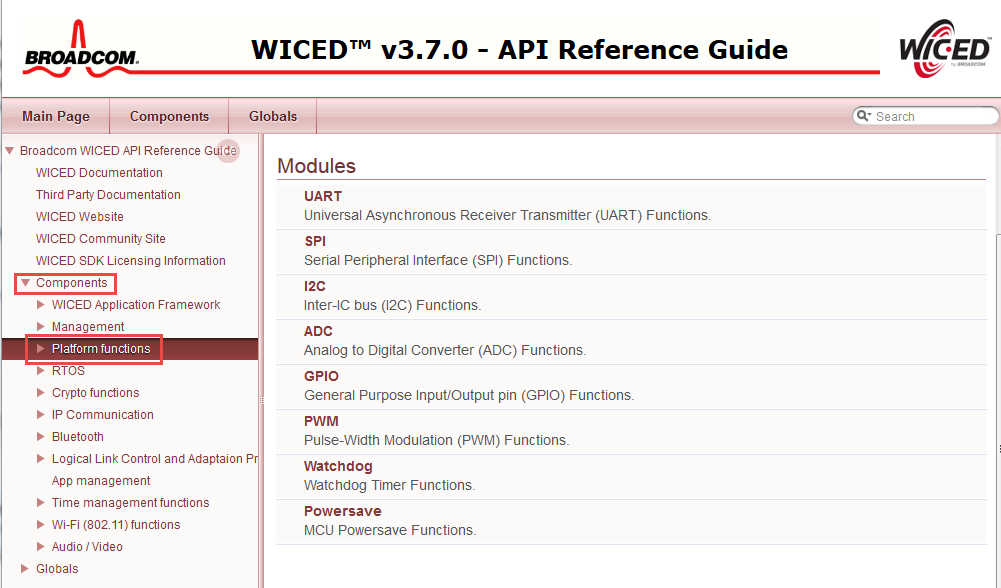 BROADCOM.
WICED™ v3.7.0 - API Reference Guide
WICED™
by BROADCOM
Main Page
Components
Globals
Search
Broadcom WICED API Reference Guide
WICED Documentation
Third Party Documentation
WICED Website
WICED Community Site
WICED SDK Licensing Information
Components
WICED Application Framework
Management
Platform functions
RTOS
Crypto functions
IP Communication
Bluetooth
Logical Link Control and Adaptaion Pr
App management
Time management functions
Wi-Fi (802.11) functions
Audio / Video
Globals
Modules
UART
Universal Asynchronous Receiver Transmitter (UART) Functions.
SPI
Serial Peripheral Interface (SPI) Functions.
I2C
Inter-IC bus (I2C) Functions.
ADC
Analog to Digital Converter (ADC) Functions.
GPIO
General Purpose Input/Output pin (GPIO) Functions.
PWM
Pulse-Width Modulation (PWM) Functions.
Watchdog
Watchdog Timer Functions.
Powersave
MCU Powersave Functions.